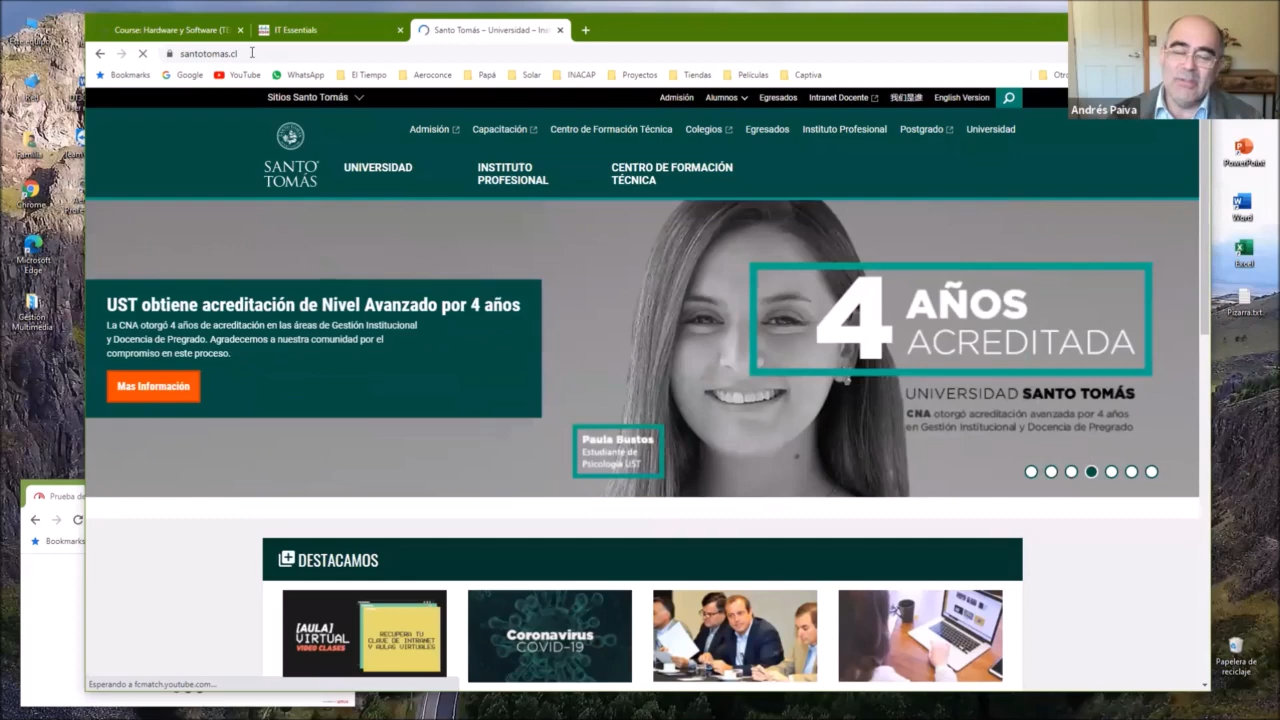 Course: Hardware y Software (TI
IT Essentials
Santo Tomás – Universidad – Ins
santotomas.cl
Bookmarks
Google
YouTube
WhatsApp
El Tiempo
Aeroconce
Papá
Solar
INACAP
Proyectos
Tiendas
Películas
Captiva
Otro
Andrés Paiva
Sitios Santo Tomás
Admisión
Alumnos
Egresados
Intranet Docente
English Version
Admisión
Capacitación
Centro de Formación Técnica
Colegios
Egresados
Instituto Profesional
Postgrado
Universidad
SANTO
TOMÁS
UNIVERSIDAD
INSTITUTO
PROFESIONAL
CENTRO DE FORMACIÓN
TÉCNICA
UST obtiene acreditación de Nivel Avanzado por 4 años
La CNA otorgó 4 años de acreditación en las áreas de Gestión Institucional
y Docencia de Pregrado. Agradecemos a nuestra comunidad por el
compromiso en este proceso.
Mas Información
4 AÑOS
ACREDITADA
UNIVERSIDAD SANTO TOMÁS
CNA otorgó acreditación avanzada por 4 años
en Gestión Institucional y Docencia de Pregrado
Paula Bustos
Estudiante de
Psicología UST
DESTACAMOS
[AULA]
VIRTUAL
VIDEO CLASES
RECUPERA TU
CLAVE DE INTRANET
Y AULAS VIRTUALES
Coronavirus
COVID-19
Esperando a fcmatch.youtube.com...
Prueba de
Bookmarks
Red
Familia
Chrome
Microsoft
Edge
Gestión
Multimedia
PowerPoint
Word
Excel
Pizarra.txt
Papelera de
reciclaje